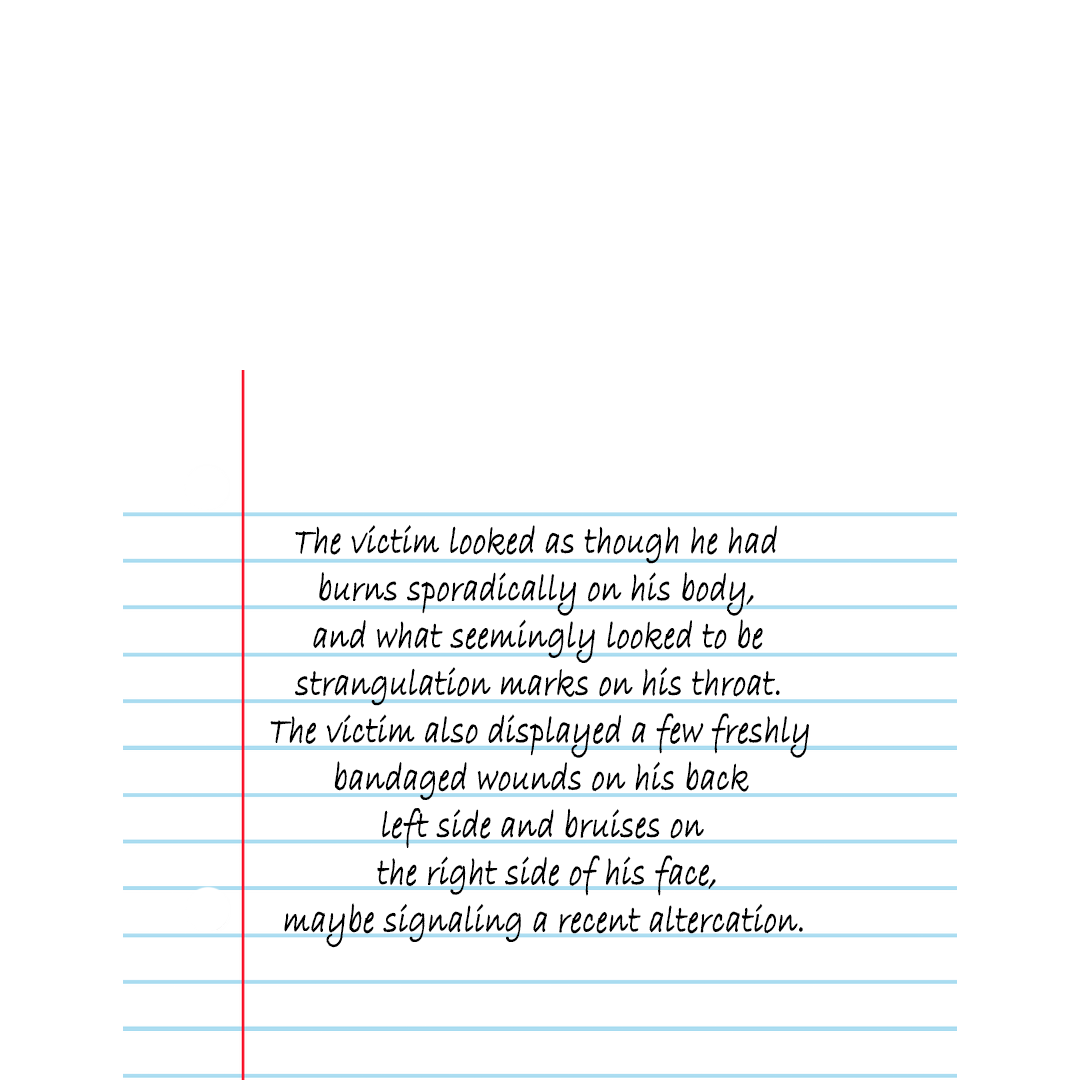 The victim looked as though he had
burns sporadically on his body,
and what seemingly looked to be
strangulation marks on his throat.
The victim also displayed a few freshly
bandaged wounds on his back
left side and bruises on
the right side of his face,
maybe signaling a recent altercation.